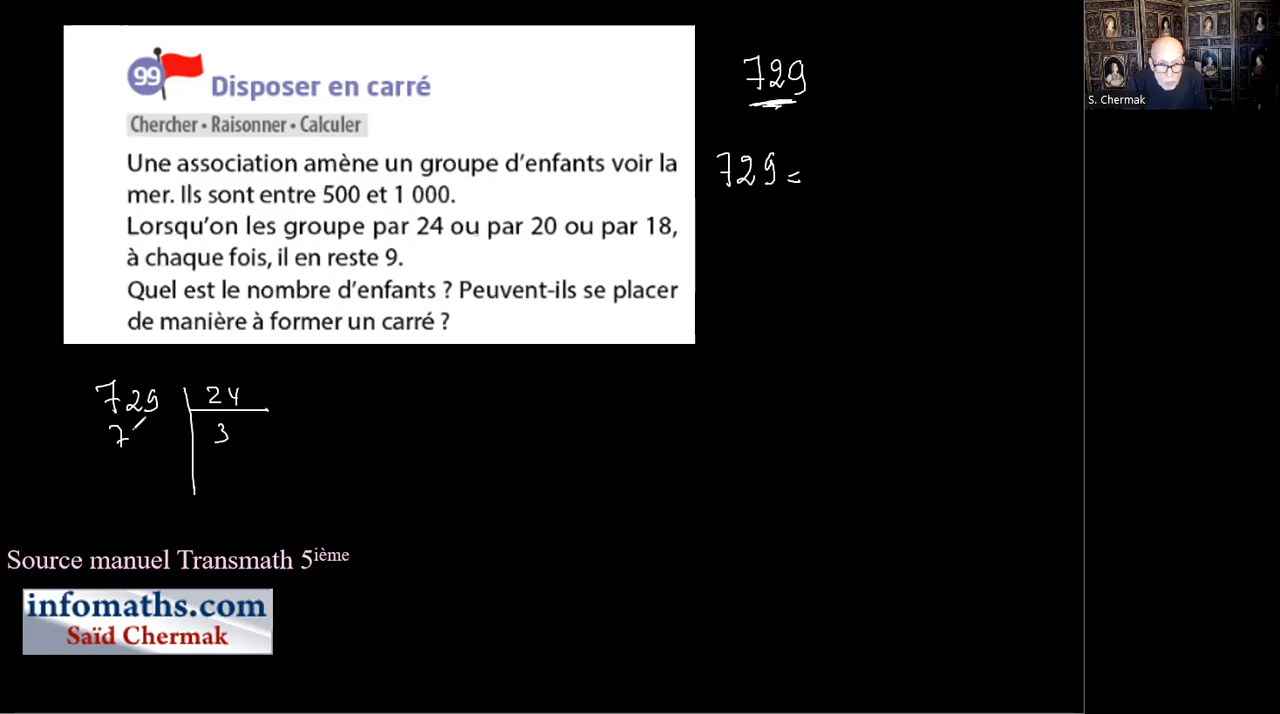 99 Disposer en carré
Chercher • Raisonner • Calculer
Une association amène un groupe d'enfants voir la
mer. Ils sont entre 500 et 1 000.
Lorsqu'on les groupe par 24 ou par 20 ou par 18,
à chaque fois, il en reste 9.
Quel est le nombre d'enfants ? Peuvent-ils se placer
de manière à former un carré ?
729
729 =
S. Chermak
729 24
7 3
Source manuel Transmath 5ième
infomaths.com
Saïd Chermak